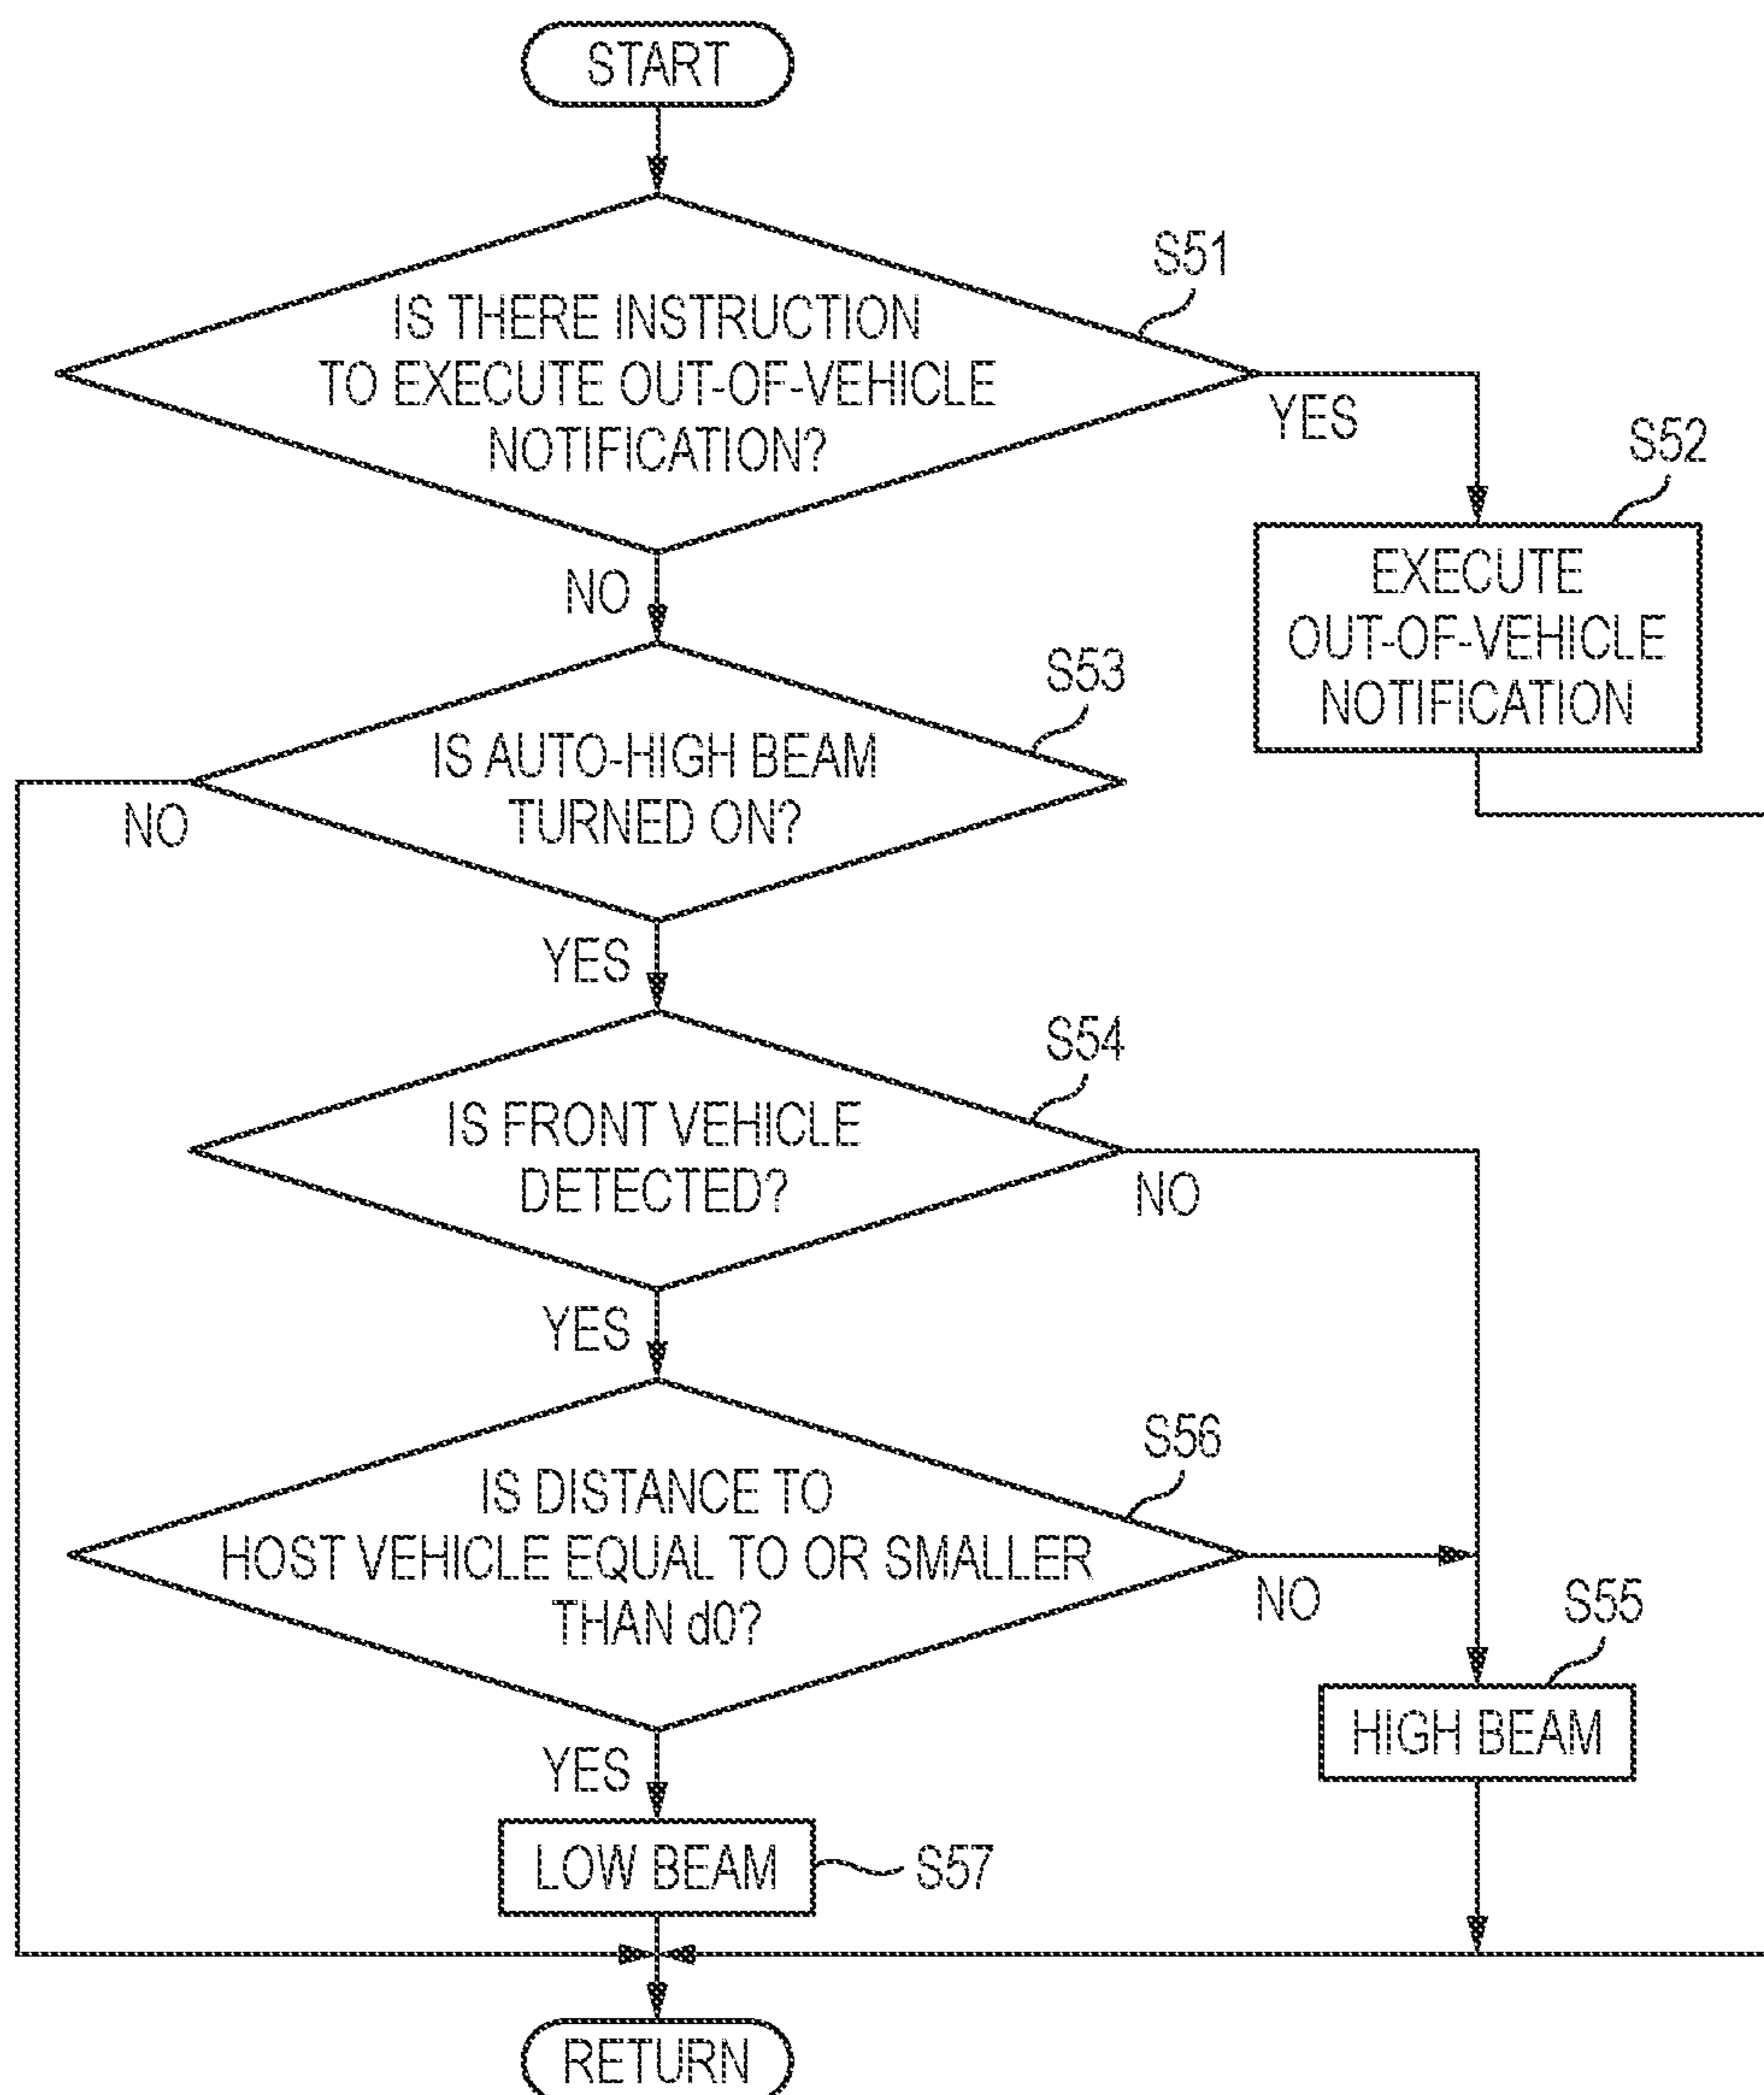 START
S51
IS THERE INSTRUCTION
TO EXECUTE OUT-OF-VEHICLE
NOTIFICATION?
YES
S52
EXECUTE
OUT-OF-VEHICLE
NOTIFICATION
NO
S53
IS AUTO-HIGH BEAM
TURNED ON?
NO
YES
S54
IS FRONT VEHICLE
DETECTED?
NO
YES
S56
IS DISTANCE TO
HOST VEHICLE EQUAL TO OR SMALLER
THAN d0?
NO
S55
HIGH BEAM
YES
LOW BEAM
S57
RETURN